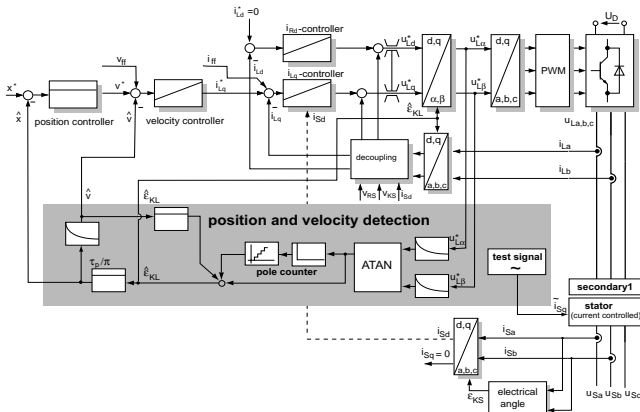 i*Ld =0
UD
iRd-controller
u*Ld
d,q
u*Lα
d,q
vff
iff
iLd
x*
v*
i*Lq
iLq-controller
u*Lq
u*Lβ
PWM
x̂
position controller
v̂
velocity controller
iLq
iSd
ε̂KL
α,β
a,b,c
uLa,b,c
d,q
iLa
decoupling
iLb
a,b,c
vRS
vKS
iSd
v̂
ε̂KL
position and velocity detection
u*Lα
τp/π
ε̂KL
pole counter
ATAN
u*Lβ
test signal
~
secondary1
ĩSq
stator
(current controlled)
iSd
d,q
iSa
iSq = 0
iSb
a,b,c
εKS
electrical
angle
uSa
uSb
uSc